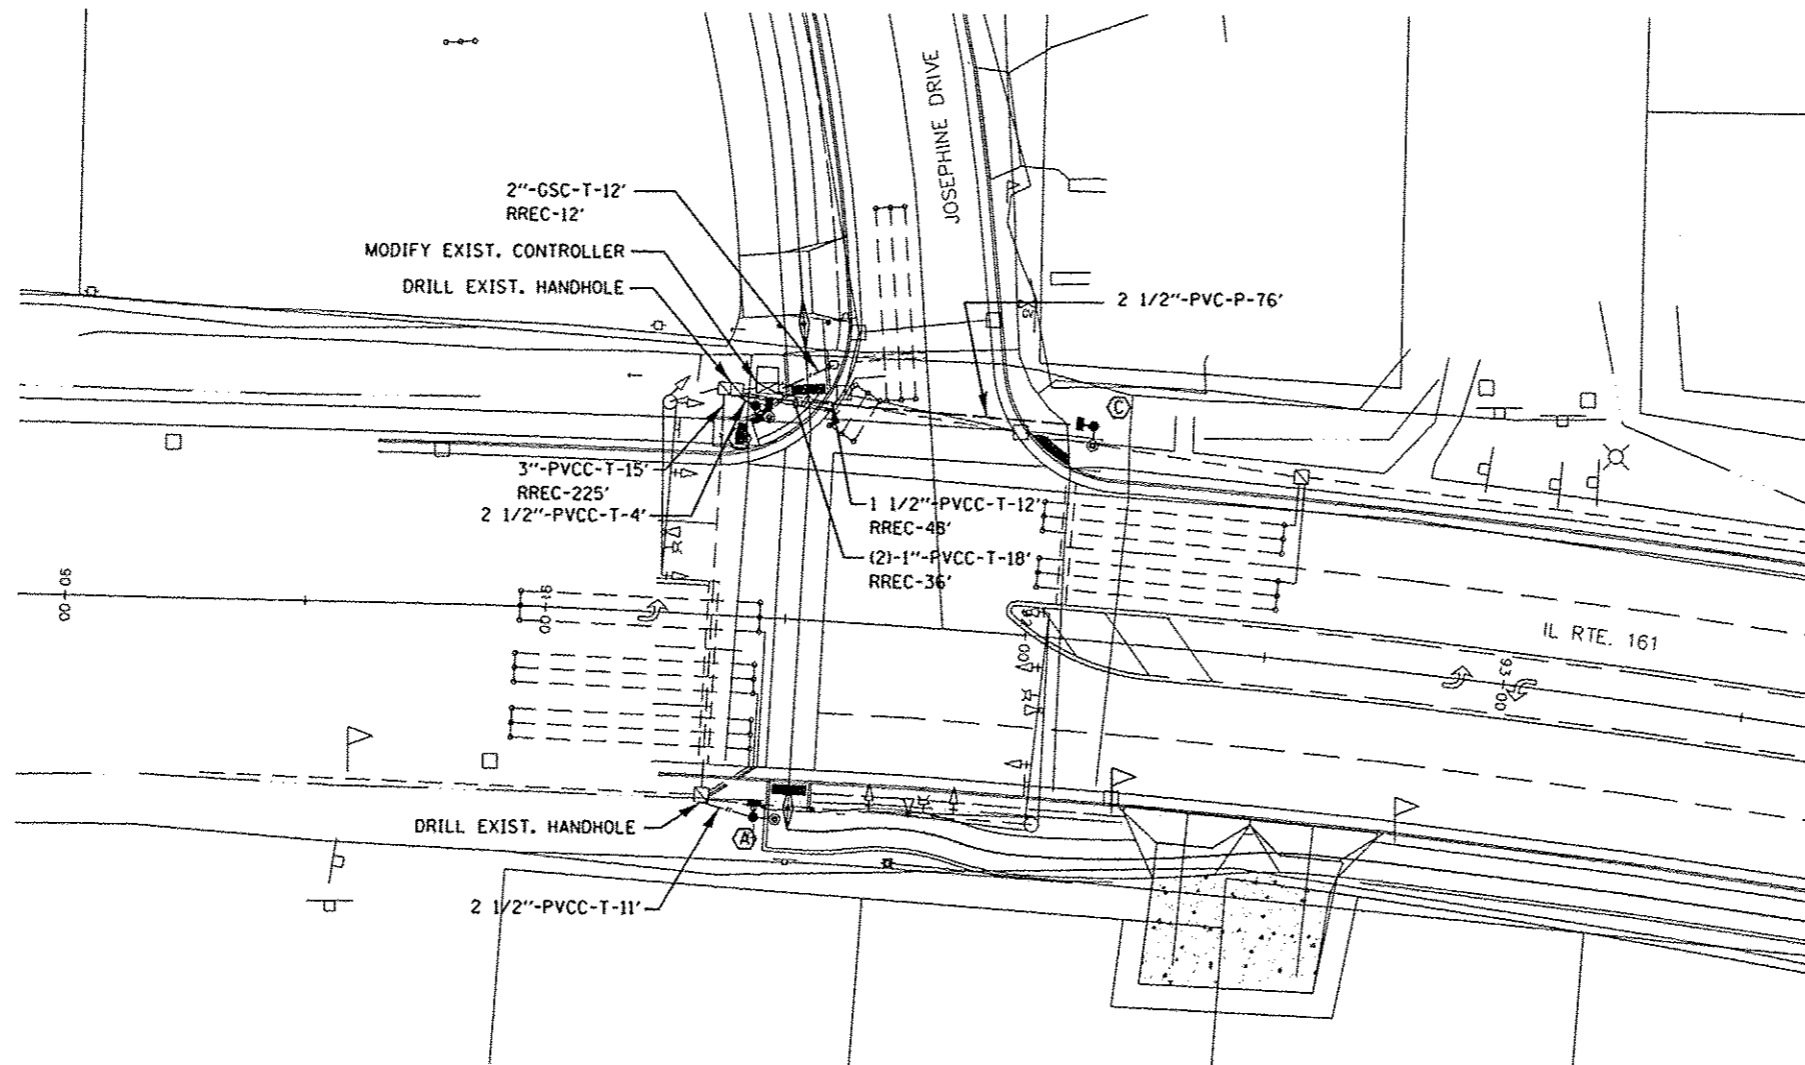 JOSEPHINE DRIVE
2"-GSC-T-12'
RREC-12'
MODIFY EXIST. CONTROLLER
DRILL EXIST. HANDHOLE
2 1/2"-PVC-P-76'
C
3"-PVCC-T-15'
RREC-225'
2 1/2"-PVCC-T-4'
1 1/2"-PVCC-T-12'
RREC-48'
(2)-1"-PVCC-T-18'
RREC-36'
IL RTE. 161
93+00
DRILL EXIST. HANDHOLE
A
2 1/2"-PVCC-T-11'